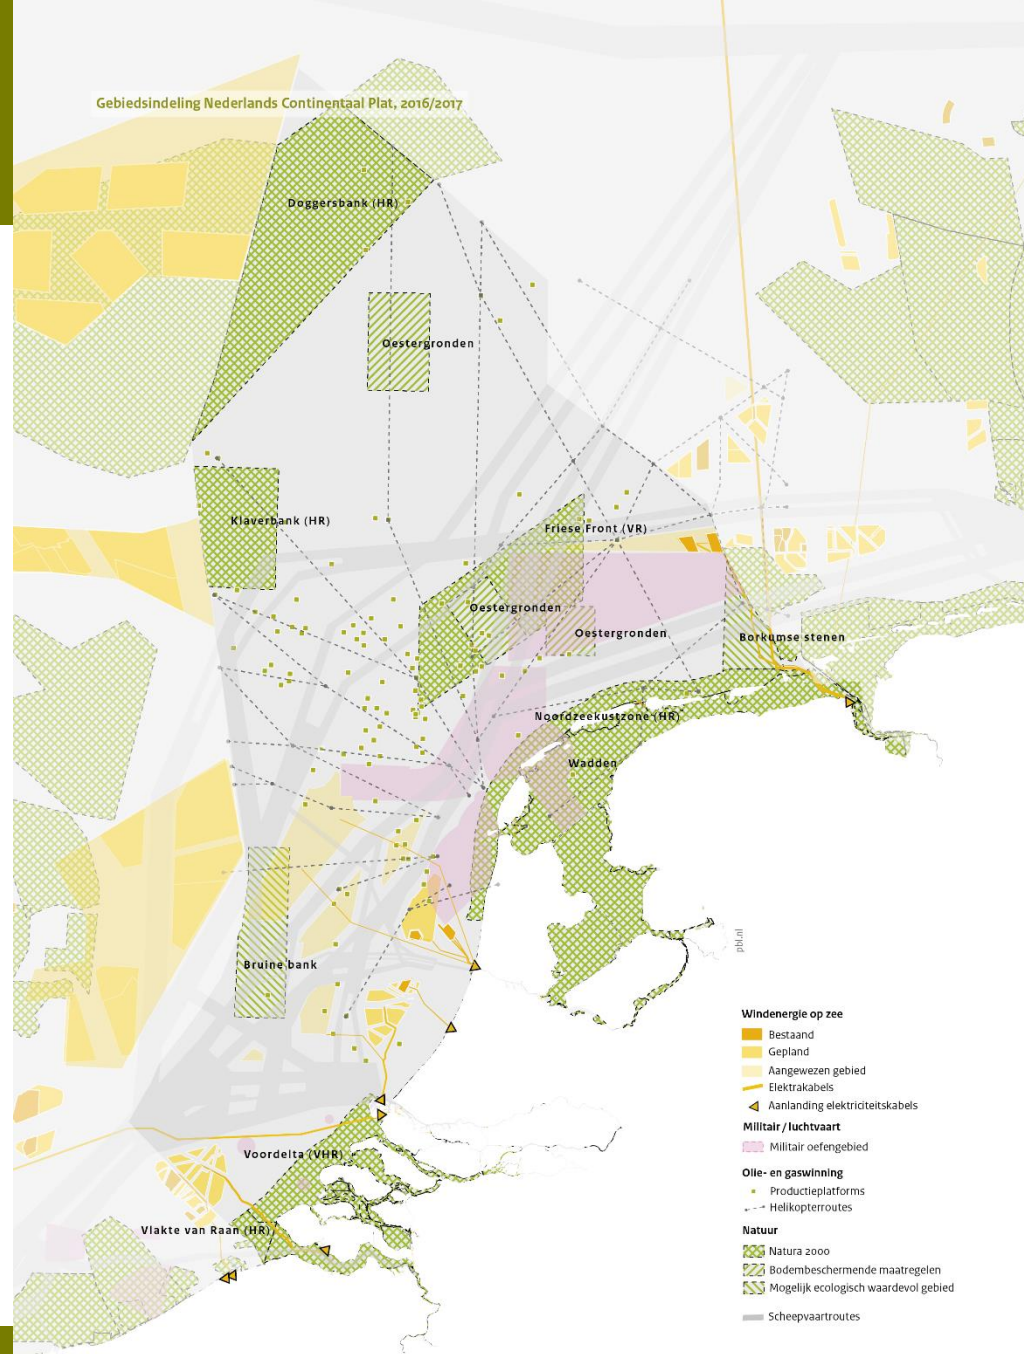 Gebiedsindeling Nederlands Continentaal Plat, 2016/2017
Doggersbank (HR)
Oestergronden
Klaverbank (HR)
Friese Front (VR)
Oestergronden
Oestergronden
Borkumse stenen
Noordzeekustzone (HR)
Wadden
Bruine bank
pbl.nl
Voordelta (VHR)
Vlakte van Raan (HR)
Windenergie op zee
Bestaand
Gepland
Aangewezen gebied
Elektrakabels
Aanlanding elektriciteitskabels
Militair / luchtvaart
Militair oefengebied
Olie- en gaswinning
Productieplatforms
Helikopterroutes
Natuur
Natura 2000
Bodembeschermende maatregelen
Mogelijk ecologisch waardevol gebied
Scheepvaartroutes